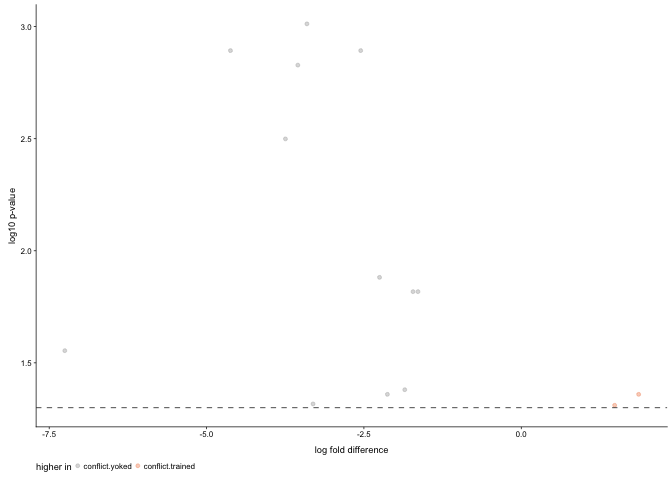 3.0
2.5
2.0
1.5
log10 p-value
-7.5 -5.0 -2.5 0.0
log fold difference
higher in conflict.yoked conflict.trained